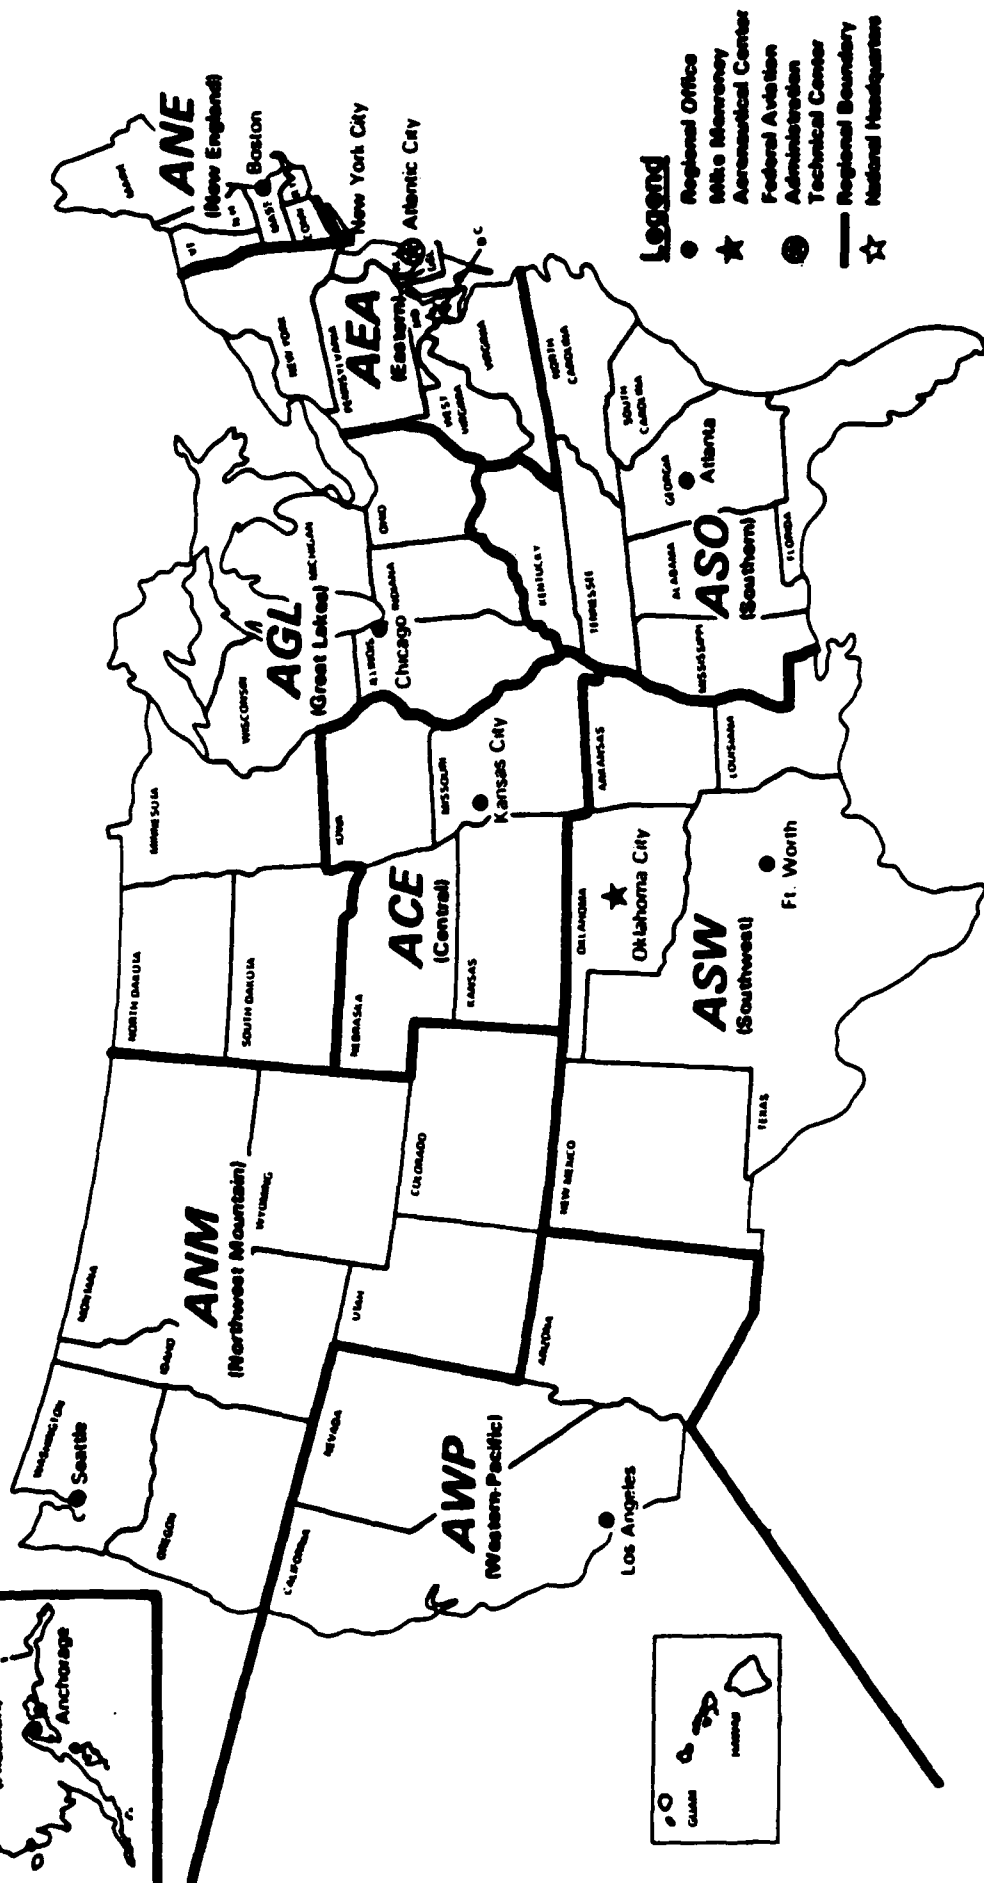 Anchorage
WASHINGTON
Seattle
OREGON
IDAHO
MONTANA
ANM
(Northwest Mountain)
WYOMING
NORTH DAKOTA
SOUTH DAKOTA
MINNESOTA
WISCONSIN
AGL
(Great Lakes)
MICHIGAN
ILLINOIS
Chicago
INDIANA
OHIO
MAINE
ANE
(New England)
VT
N H
MASS
Boston
CONN
R I
NEW YORK
New York City
PENNSYLVANIA
AEA
(Eastern)
Atlantic City
MD
DEL
D C
WEST
VIRGINIA
VIRGINIA
CALIFORNIA
NEVADA
AWP
(Western-Pacific)
Los Angeles
UTAH
ARIZONA
COLORADO
NEW MEXICO
NEBRASKA
ACE
(Central)
KANSAS
IOWA
MISSOURI
Kansas City
OKLAHOMA
Oklahoma City
ASW
(Southwest)
Ft. Worth
TEXAS
ARKANSAS
LOUISIANA
KENTUCKY
TENNESSEE
MISSISSIPPI
ALABAMA
ASO
(Southern)
GEORGIA
Atlanta
FLORIDA
NORTH
CAROLINA
SOUTH
CAROLINA
GUAM
HAWAII
Legend
Regional Office
Mike Monroney
Aeronautical Center
Federal Aviation
Administration
Technical Center
Regional Boundary
National Headquarters